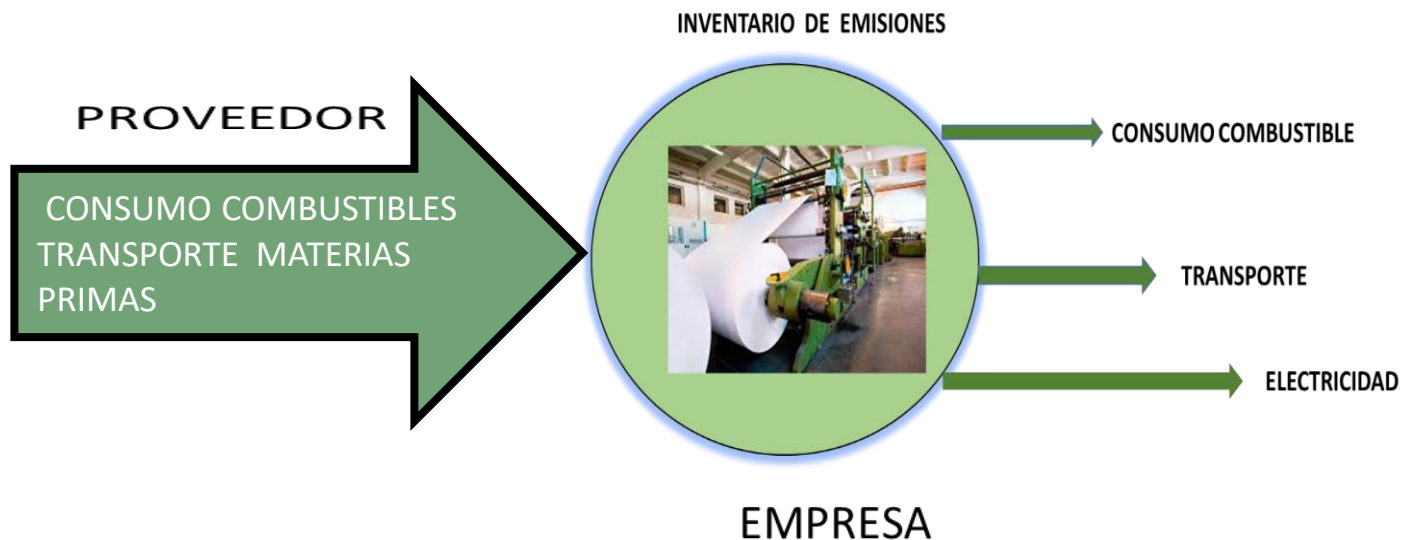 INVENTARIO DE EMISIONES
PROVEEDOR
CONSUMO COMBUSTIBLES
TRANSPORTE MATERIAS
PRIMAS
CONSUMO COMBUSTIBLE
TRANSPORTE
ELECTRICIDAD
EMPRESA